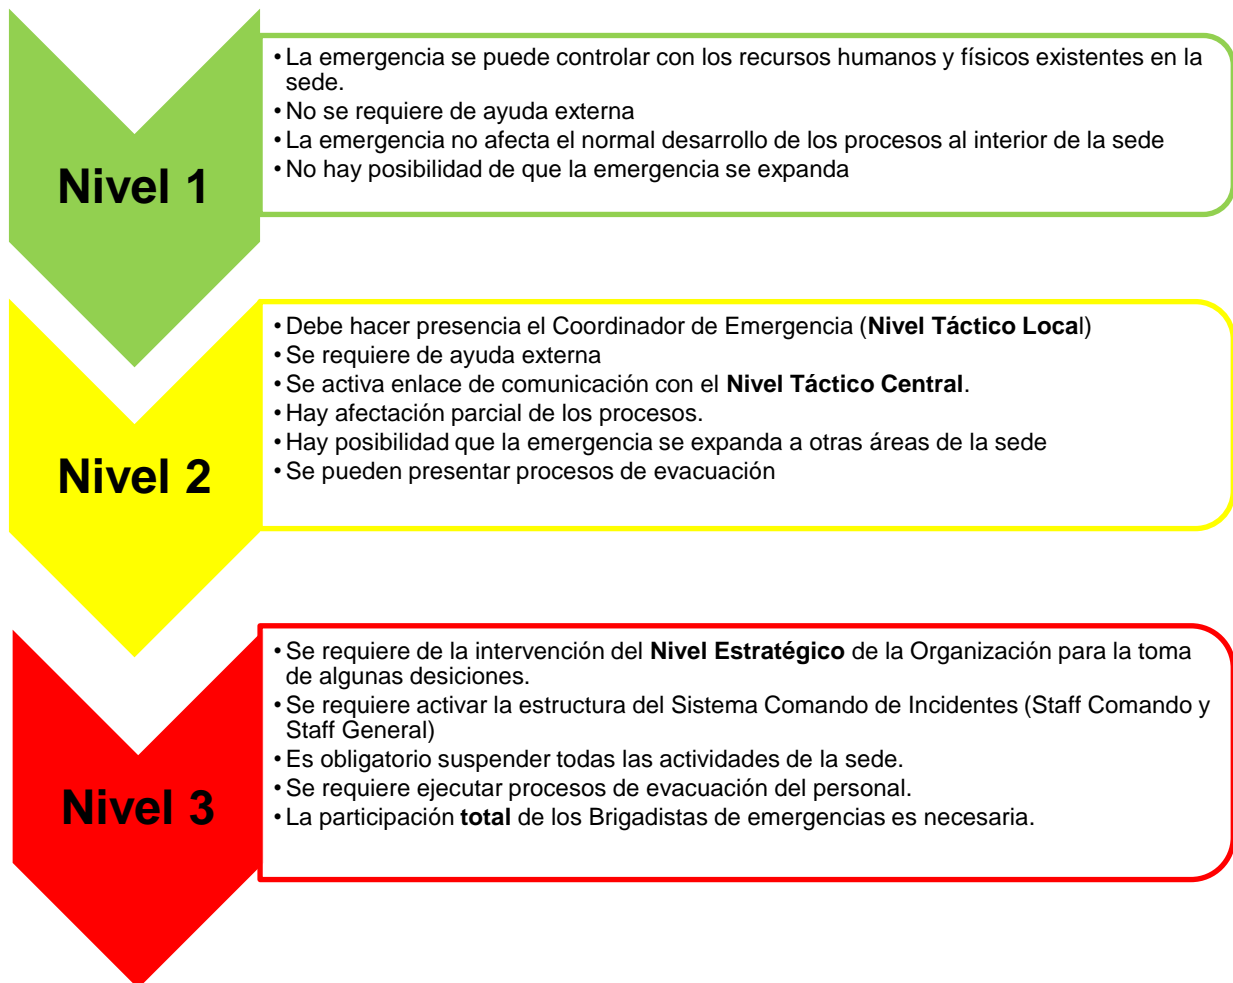 Nivel 1
• La emergencia se puede controlar con los recursos humanos y físicos existentes en la
sede.
• No se requiere de ayuda externa
• La emergencia no afecta el normal desarrollo de los procesos al interior de la sede
• No hay posibilidad de que la emergencia se expanda
Nivel 2
• Debe hacer presencia el Coordinador de Emergencia (Nivel Táctico Local)
• Se requiere de ayuda externa
• Se activa enlace de comunicación con el Nivel Táctico Central.
• Hay afectación parcial de los procesos.
• Hay posibilidad que la emergencia se expanda a otras áreas de la sede
• Se pueden presentar procesos de evacuación
Nivel 3
• Se requiere de la intervención del Nivel Estratégico de la Organización para la toma
de algunas desiciones.
• Se requiere activar la estructura del Sistema Comando de Incidentes (Staff Comando y
Staff General)
• Es obligatorio suspender todas las actividades de la sede.
• Se requiere ejecutar procesos de evacuación del personal.
• La participación total de los Brigadistas de emergencias es necesaria.